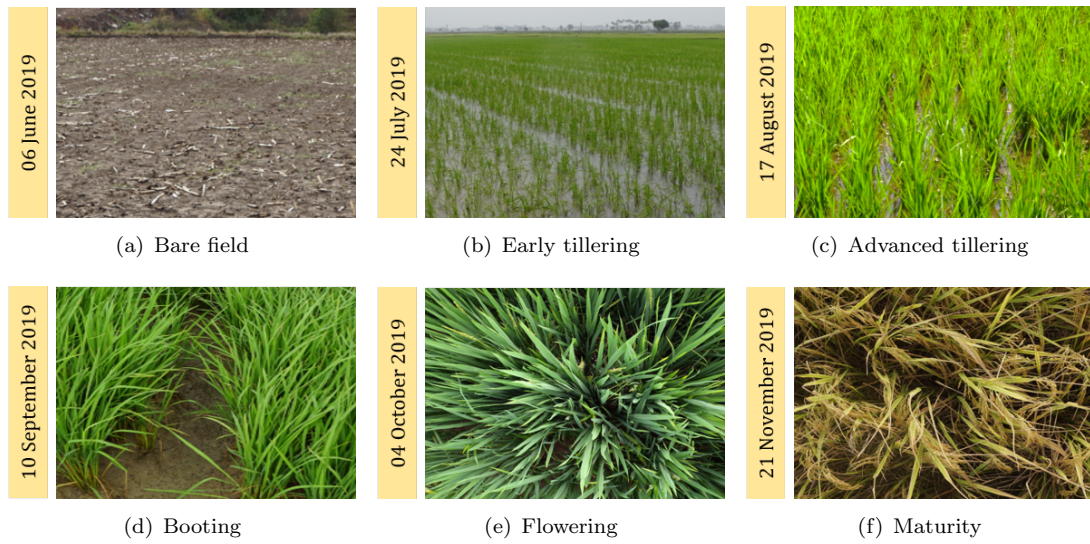 06 June 2019
24 July 2019
17 August 2019
(a) Bare field
(b) Early tillering
(c) Advanced tillering
10 September 2019
04 October 2019
21 November 2019
(d) Booting
(e) Flowering
(f) Maturity